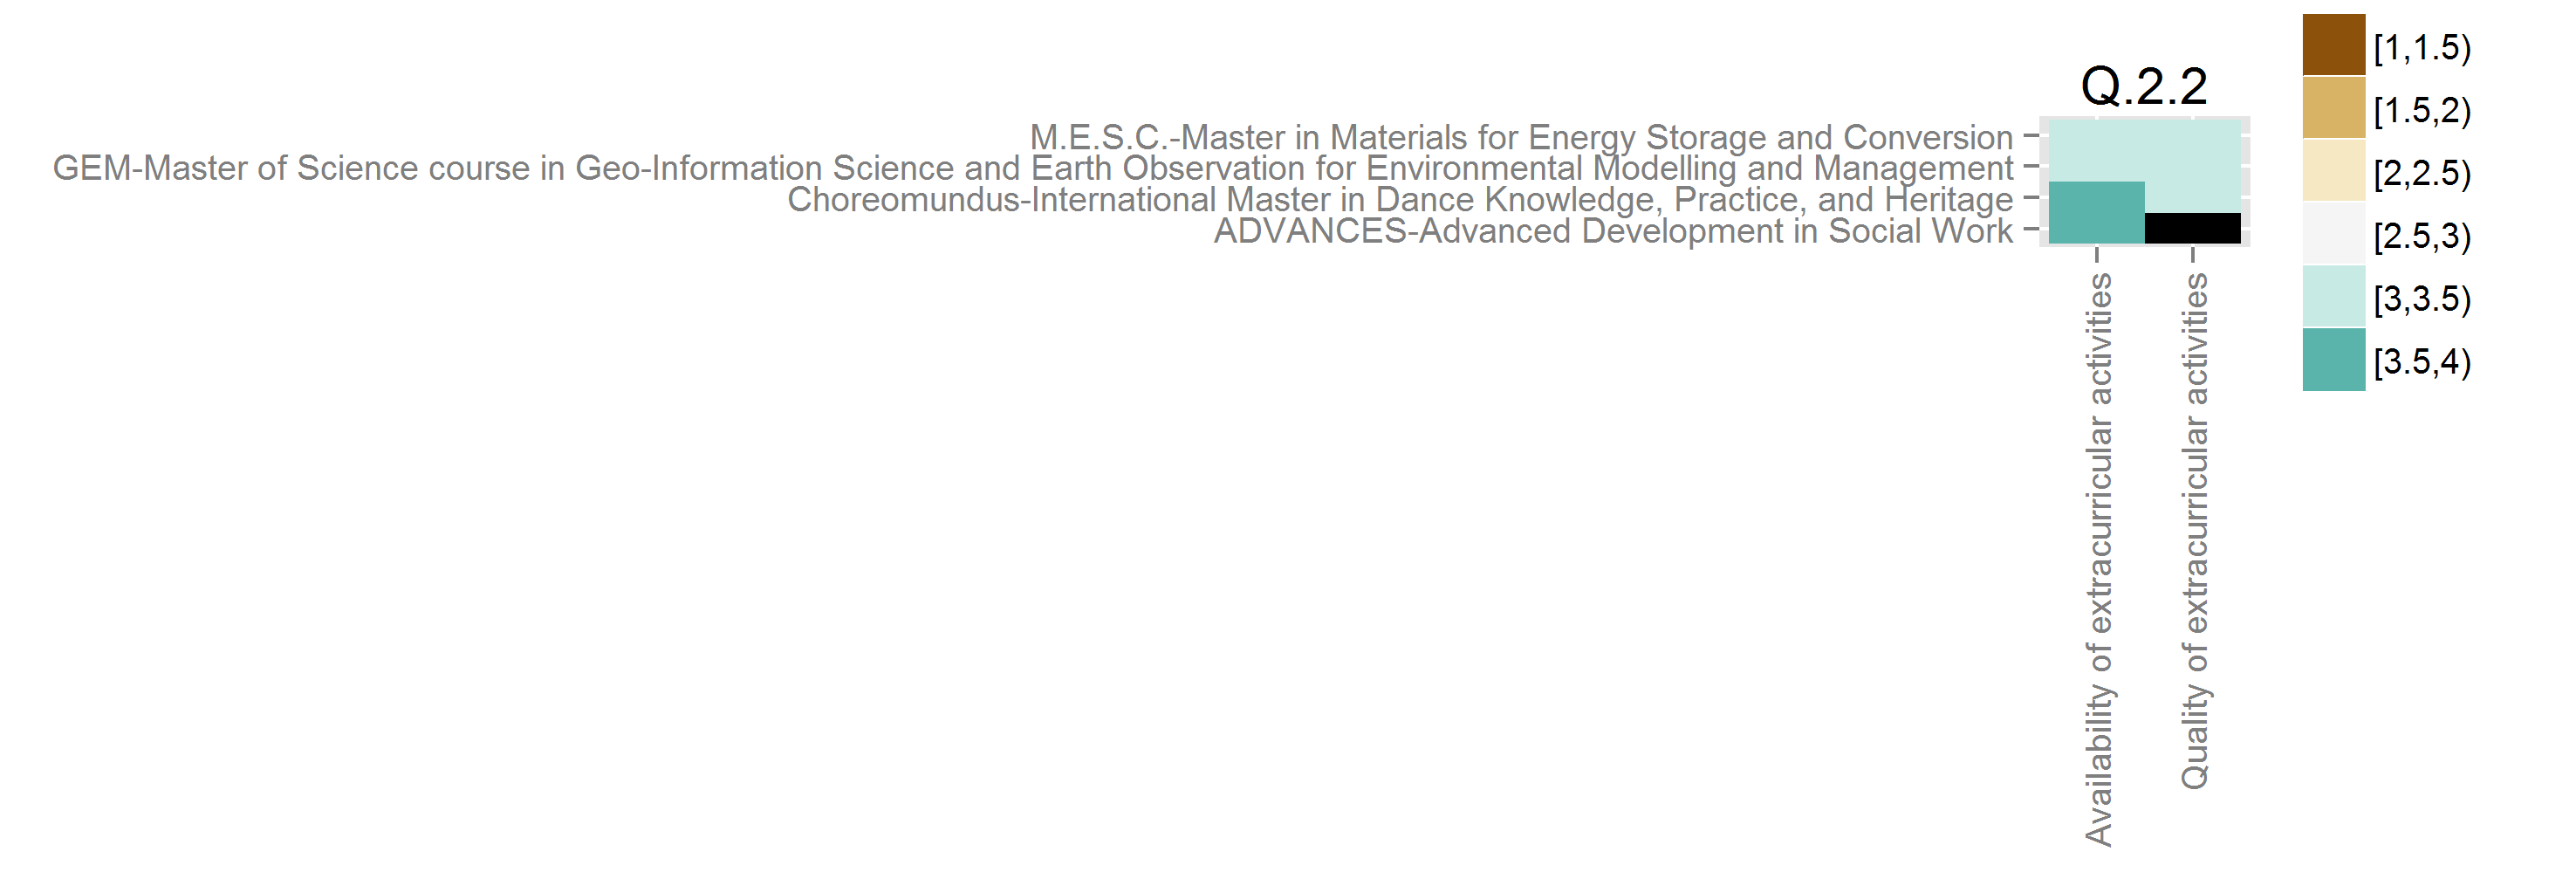 Q.2.2
M.E.S.C.-Master in Materials for Energy Storage and Conversion
GEM-Master of Science course in Geo-Information Science and Earth Observation for Environmental Modelling and Management
Choreomundus-International Master in Dance Knowledge, Practice, and Heritage
ADVANCES-Advanced Development in Social Work
Availability of extracurricular activities
Quality of extracurricular activities
[1,1.5)
[1.5,2)
[2,2.5)
[2.5,3)
[3,3.5)
[3.5,4)